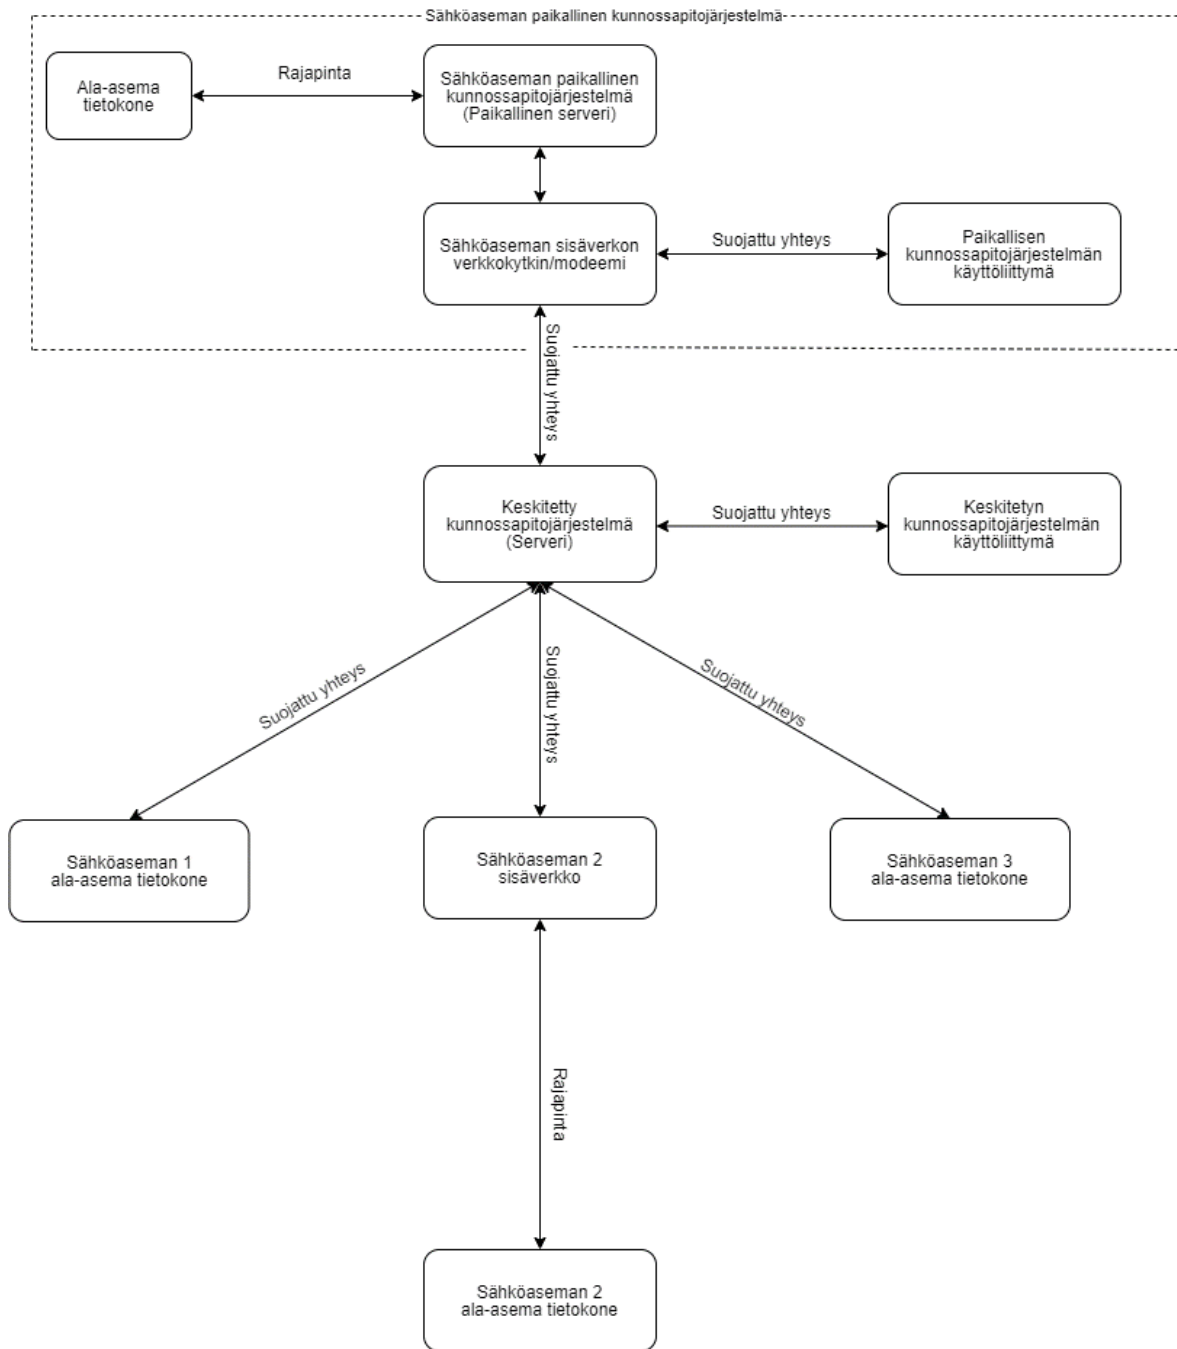 Sähköaseman paikallinen kunnossapitojärjestelmä
Ala-asema
tietokone
Rajapinta
Sähköaseman paikallinen
kunnossapitojärjestelmä
(Paikallinen serveri)
Sähköaseman sisäverkon
verkkokytkin/modeemi
Suojattu yhteys
Paikallisen
kunnossapitojärjestelmän
käyttöliittymä
Suojattu yhteys
Keskitetty
kunnossapitojärjestelmä
(Serveri)
Suojattu yhteys
Keskitetyn
kunnossapitojärjestelmän
käyttöliittymä
Suojattu yhteys
Suojattu yhteys
Suojattu yhteys
Sähköaseman 1
ala-asema tietokone
Sähköaseman 2
sisäverkko
Sähköaseman 3
ala-asema tietokone
Rajapinta
Sähköaseman 2
ala-asema tietokone